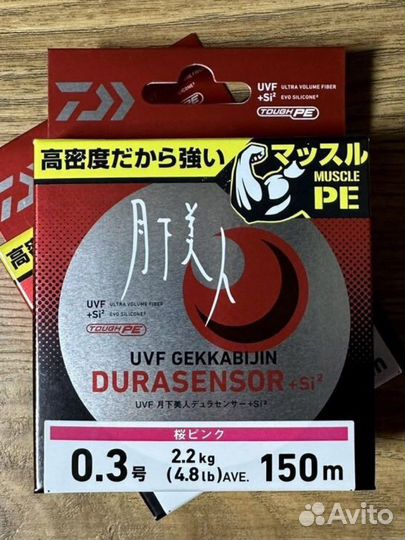 UVF ULTRA VOLUME FIBER
+Si² EVO SILICONE²
TOUGH PE
高密度だから強い
マッスル
MUSCLE
PE
月下美人
UVF ULTRA VOLUME FIBER
+Si² EVO SILICONE²
TOUGH PE
UVF GEKKABIJIN
DURASENSOR +Si²
UVF 月下美人デュラセンサー+Si²
桜ピンク
0.3号 2.2kg (4.8lb)AVE. 150m
m
Avito